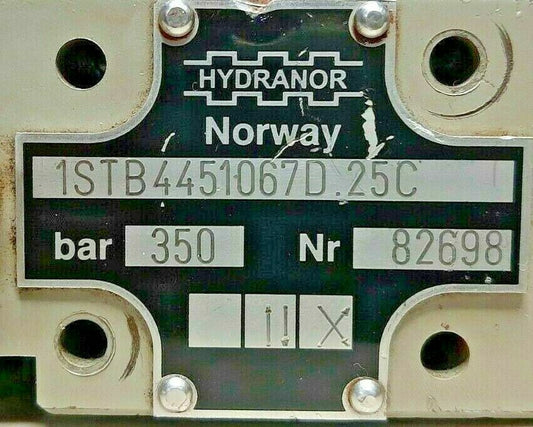 HYDRANOR
Norway
1STB4451067D.25C
bar 350 Nr 82698